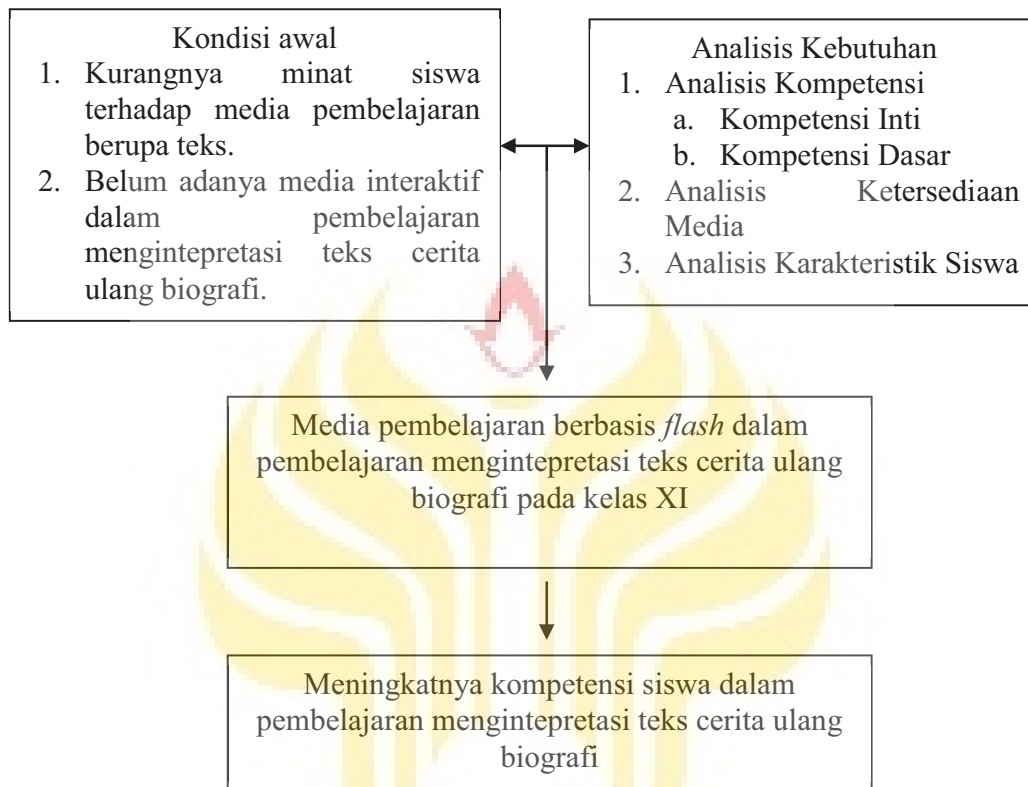 Kondisi awal
1. Kurangnya minat siswa
terhadap media pembelajaran
berupa teks.
2. Belum adanya media interaktif
dalam pembelajaran
mengintepretasi teks cerita
ulang biografi.
Analisis Kebutuhan
1. Analisis Kompetensi
a. Kompetensi Inti
b. Kompetensi Dasar
2. Analisis Ketersediaan
Media
3. Analisis Karakteristik Siswa
Media pembelajaran berbasis flash dalam
pembelajaran mengintepretasi teks cerita ulang
biografi pada kelas XI
Meningkatnya kompetensi siswa dalam
pembelajaran mengintepretasi teks cerita ulang
biografi